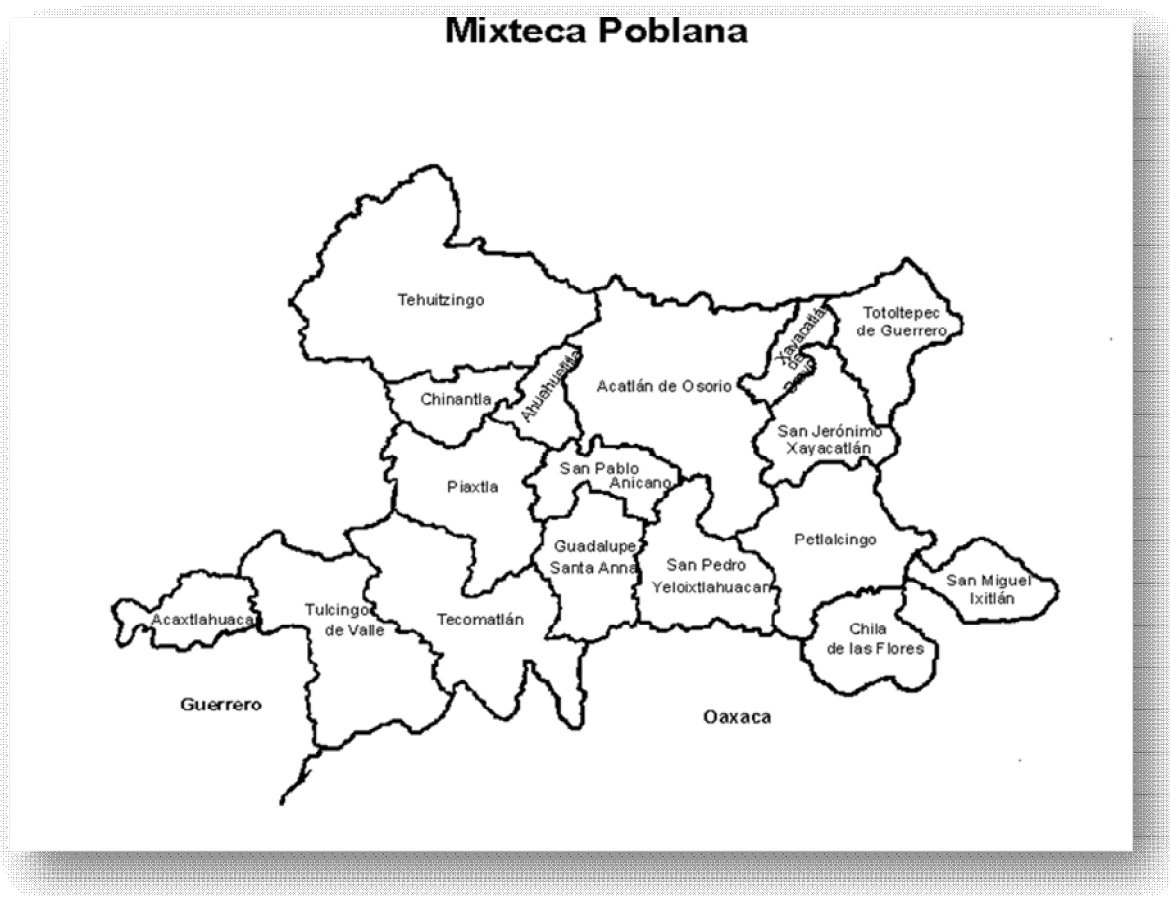 Mixteca Poblana
Tehuitzingo
Totoltepec
de Guerrero
Xayacatlán
de
Bravo
Ahuehuetitla
Acatlán de Osorio
Chinantla
San Jerónimo
Xayacatlán
San Pablo
Anicano
Piaxtla
Petlalcingo
Guadalupe
Santa Anna
San Pedro
Yeloixtlahuacan
San Miguel
Ixitlán
Acaxtlahuaca
Tulcingo
de Valle
Tecomatlán
Chila
de las Flores
Guerrero
Oaxaca